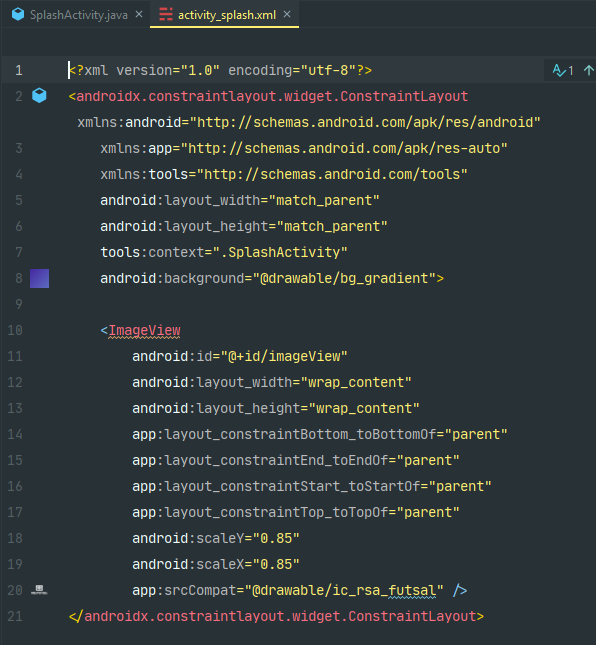 SplashActivity.java
activity_splash.xml
1 <?xml version="1.0" encoding="utf-8"?> 1
2 <androidx.constraintlayout.widget.ConstraintLayout
xmlns:android="http://schemas.android.com/apk/res/android"
3 xmlns:app="http://schemas.android.com/apk/res-auto"
4 xmlns:tools="http://schemas.android.com/tools"
5 android:layout_width="match_parent"
6 android:layout_height="match_parent"
7 tools:context=".SplashActivity"
8 android:background="@drawable/bg_gradient">
9
10 <ImageView
11 android:id="@+id/imageView"
12 android:layout_width="wrap_content"
13 android:layout_height="wrap_content"
14 app:layout_constraintBottom_toBottomOf="parent"
15 app:layout_constraintEnd_toEndOf="parent"
16 app:layout_constraintStart_toStartOf="parent"
17 app:layout_constraintTop_toTopOf="parent"
18 android:scaleY="0.85"
19 android:scaleX="0.85"
20 app:srcCompat="@drawable/ic_rsa_futsal" />
21 </androidx.constraintlayout.widget.ConstraintLayout>